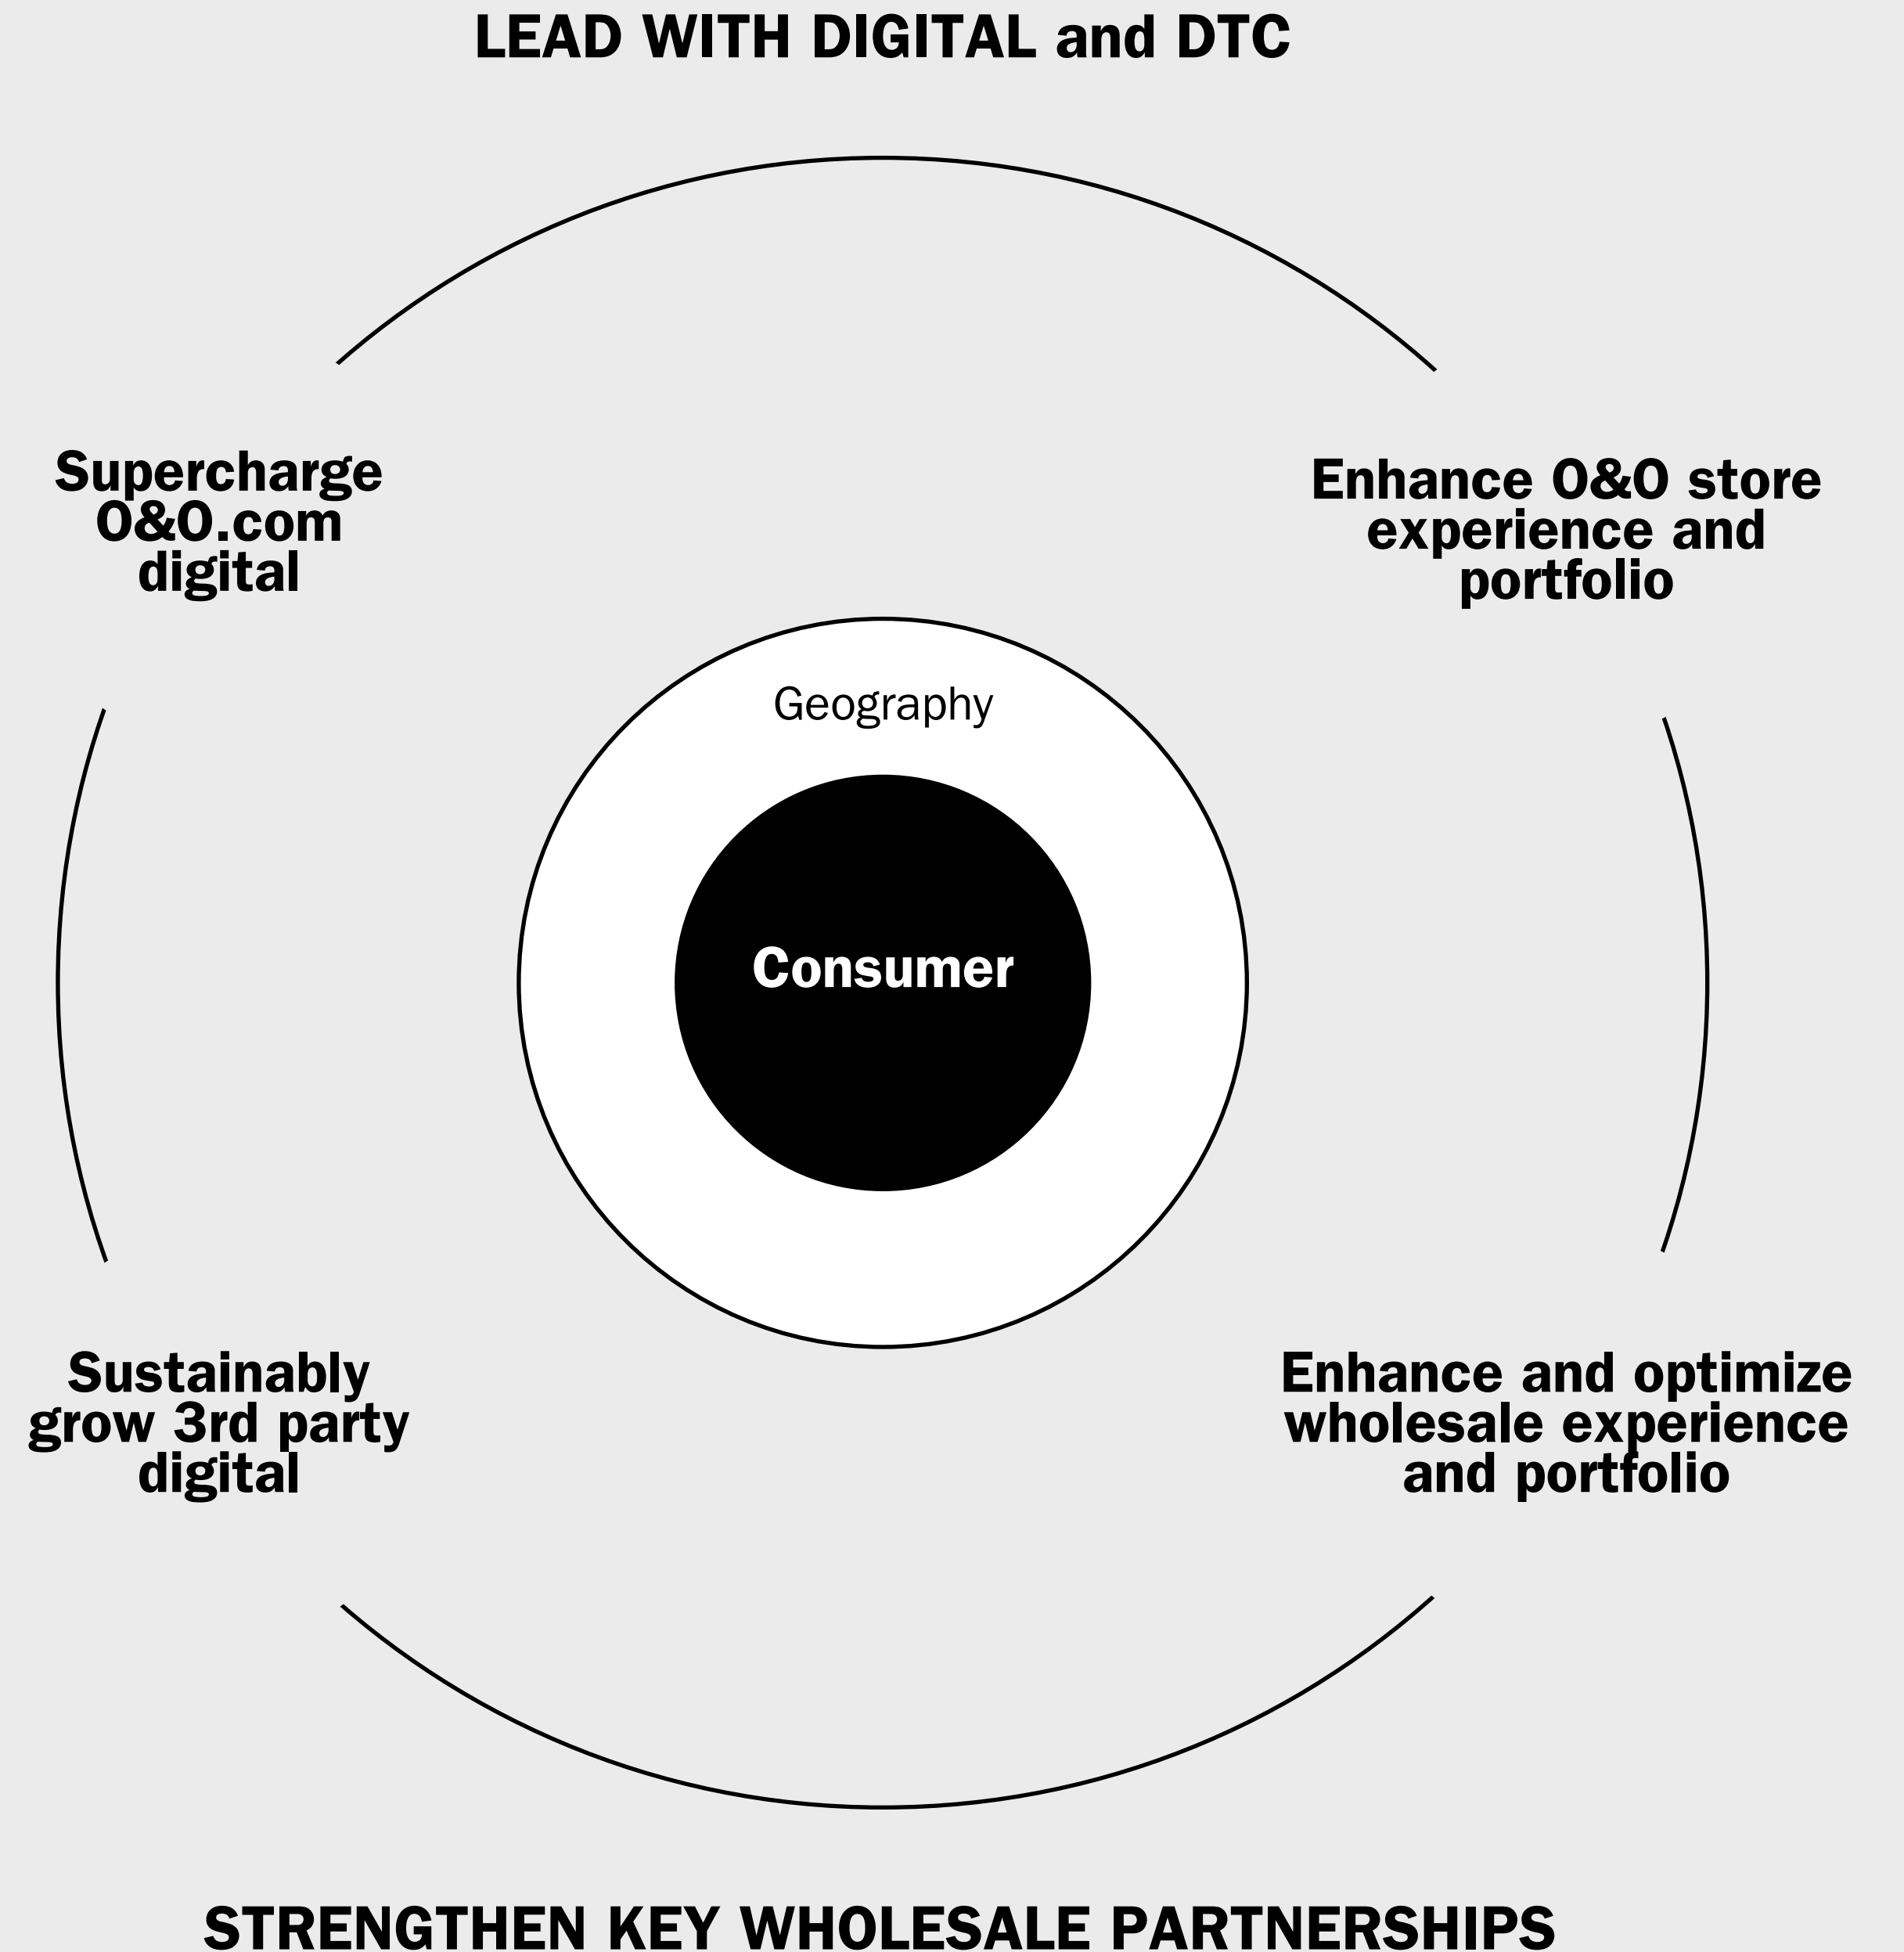 LEAD WITH DIGITAL and DTC
Supercharge
O&O.com
digital
Enhance O&O store
experience and
portfolio
Geography
Consumer
Sustainably
grow 3rd party
digital
Enhance and optimize
wholesale experience
and portfolio
STRENGTHEN KEY WHOLESALE PARTNERSHIPS